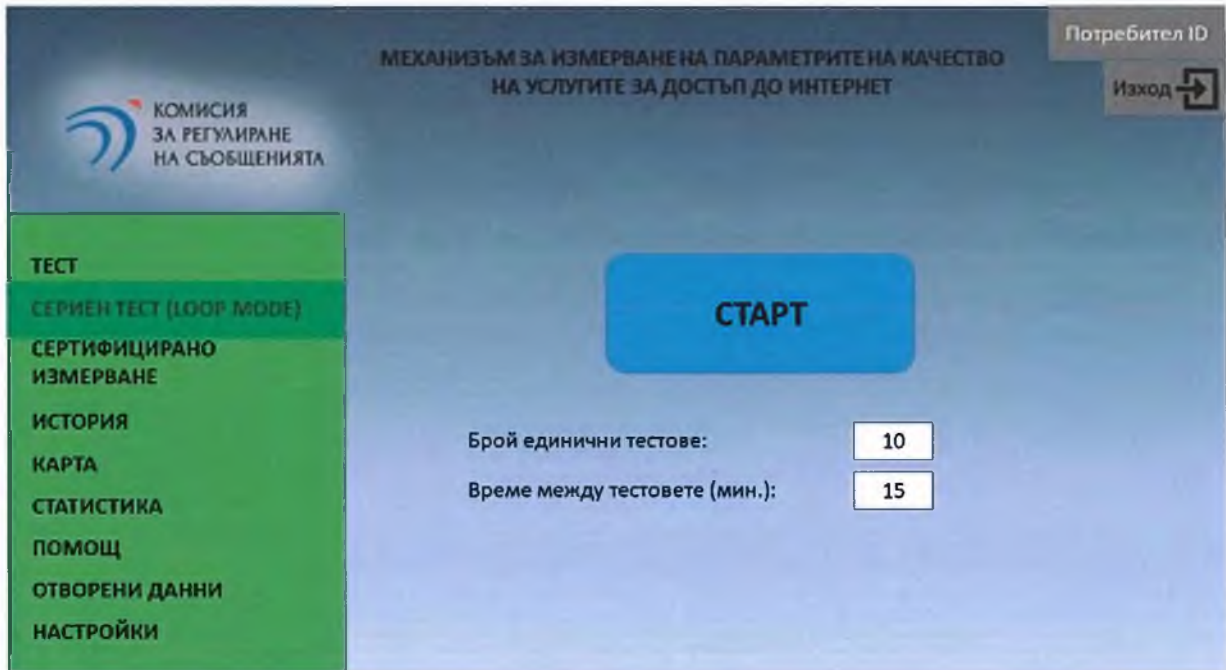 Потребител ID
МЕХАНИЗЪМ ЗА ИЗМЕРВАНЕ НА ПАРАМЕТРИТЕ НА КАЧЕСТВО
НА УСЛУГИТЕ ЗА ДОСТЪП ДО ИНТЕРНЕТ
Изход
КОМИСИЯ
ЗА РЕГУЛИРАНЕ
НА СЪОБЩЕНИЯТА
ТЕСТ
СЕРИЕН ТЕСТ (LOOP MODE)
СЕРТИФИЦИРАНО
ИЗМЕРВАНЕ
ИСТОРИЯ
КАРТА
СТАТИСТИКА
ПОМОЩ
ОТВОРЕНИ ДАННИ
НАСТРОЙКИ
СТАРТ
Брой единични тестове: 10
Време между тестовете (мин.): 15